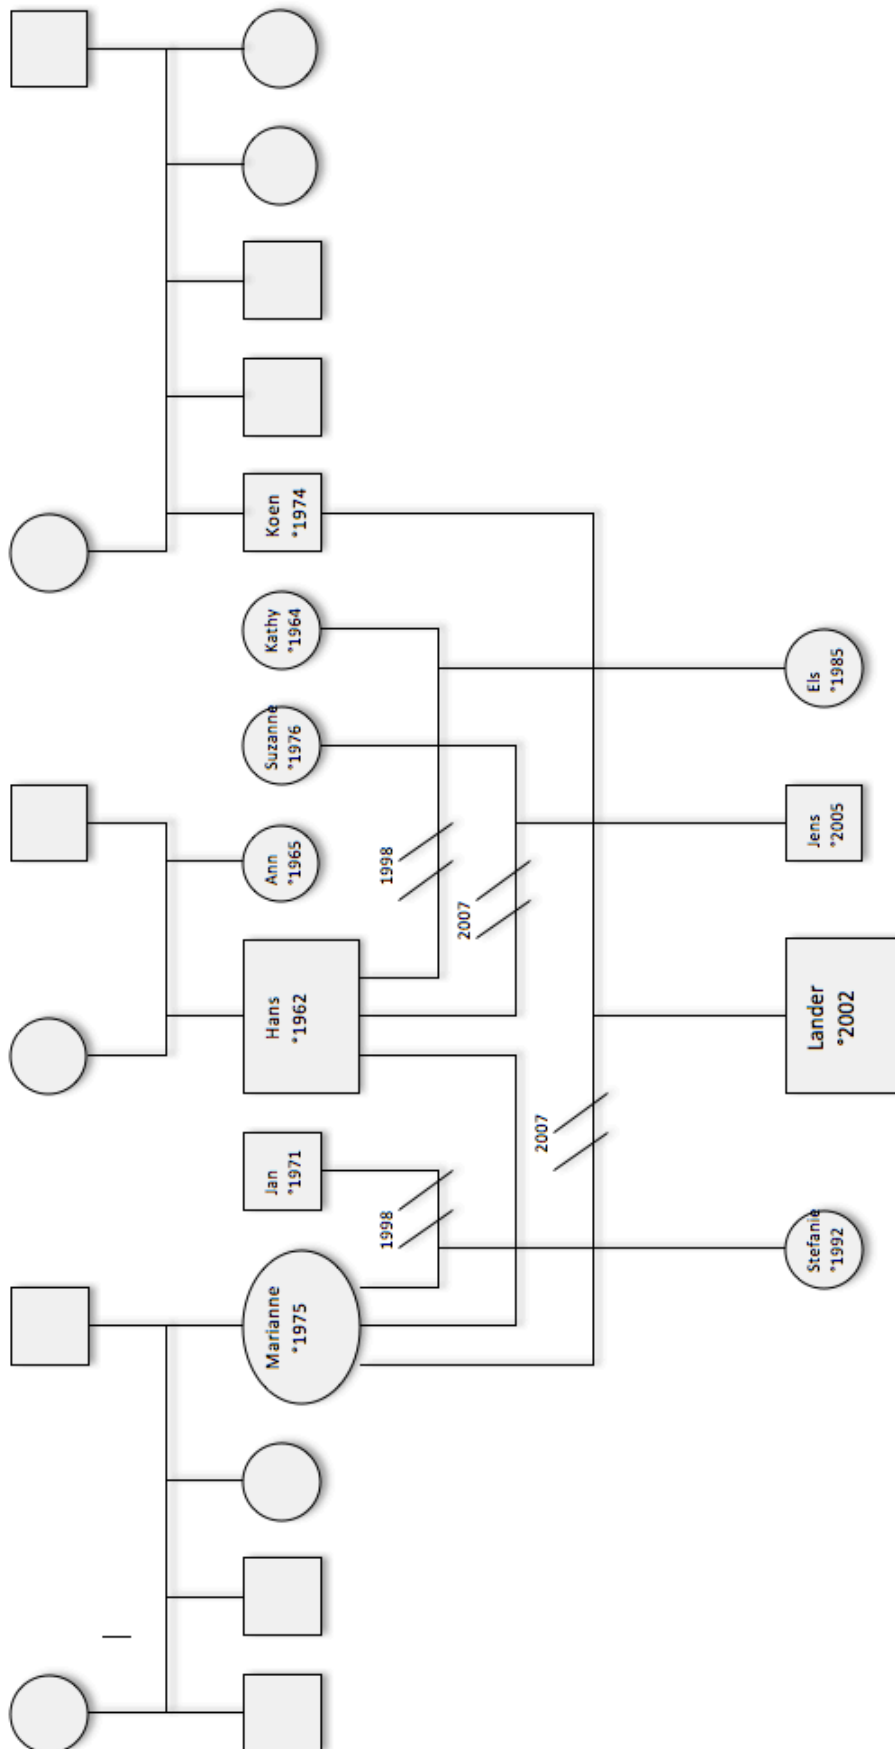 Marianne
°1975
Jan
°1971
Hans
°1962
Ann
°1965
Suzanne
°1976
Kathy
°1964
Koen
°1974
1998
1998
2007
2007
Stefanie
°1992
Lander
°2002
Jens
°2005
Els
°1985